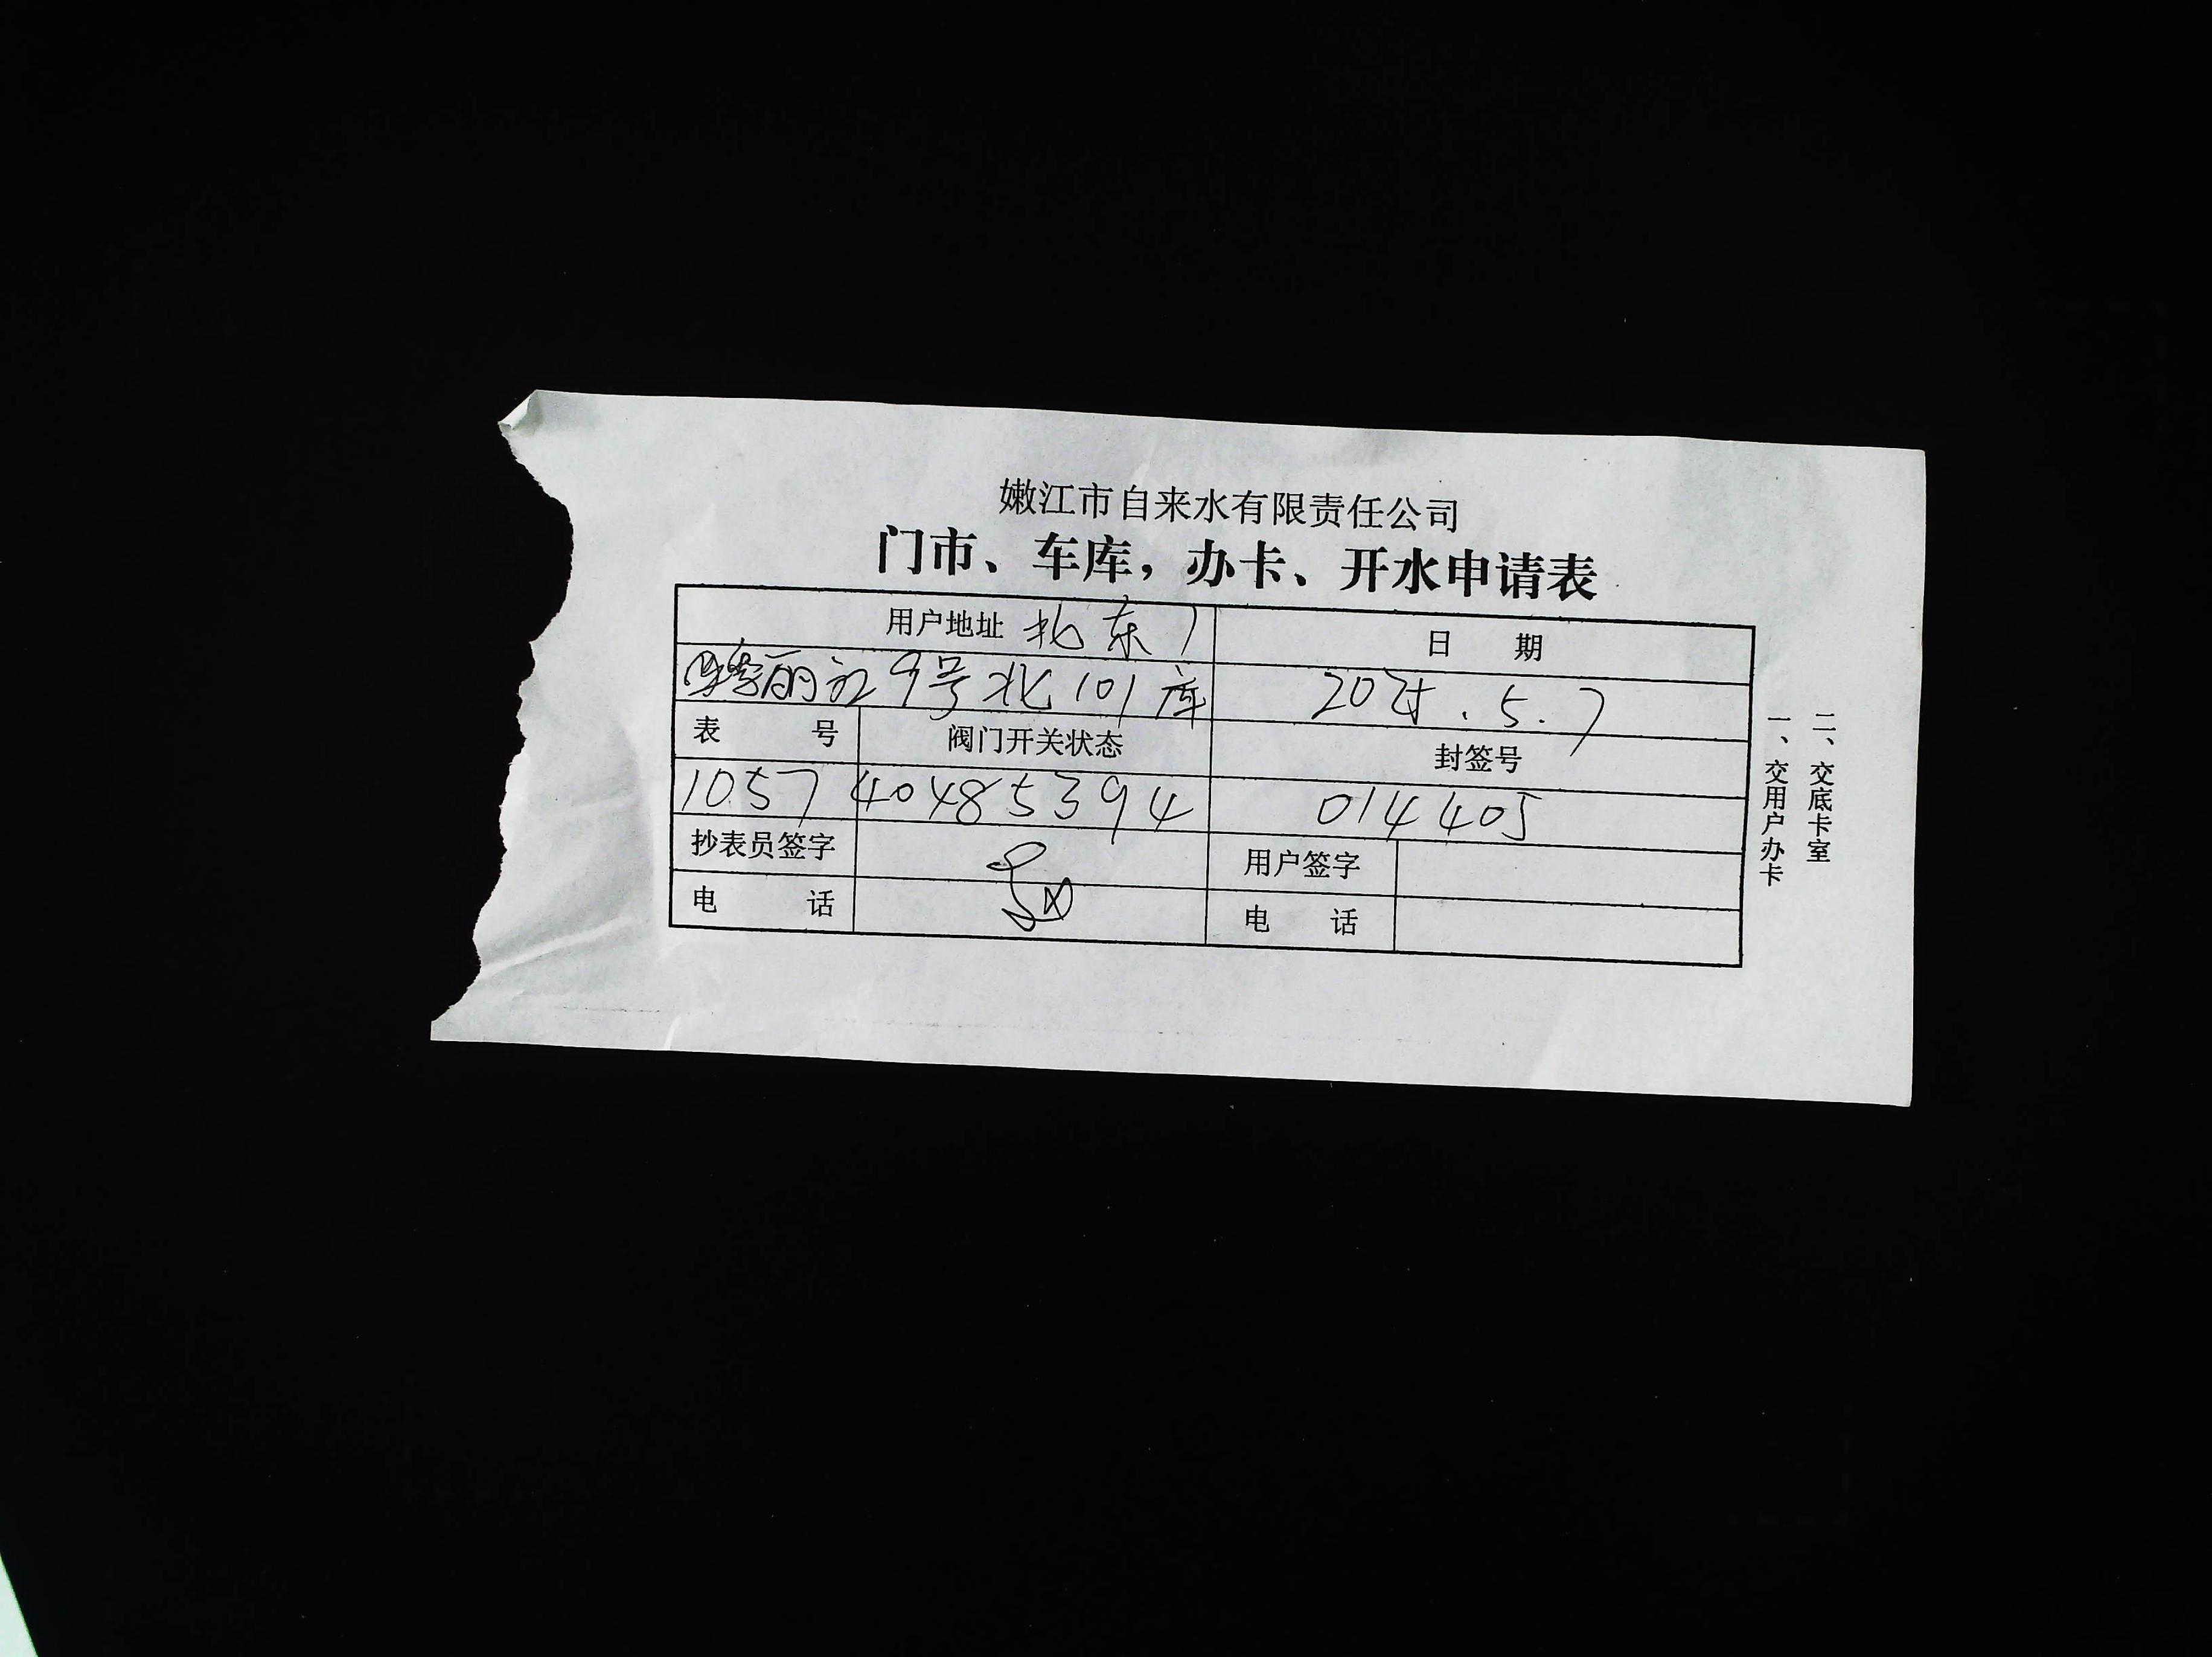 嫩江市自来水有限责任公司
门市、车库，办卡、开水申请表
用户地址 北东1
丽江9号北101库
日 期
2025.5.7
表 号
阀门开关状态
封签号
1057 40485394
014405
抄表员签字
用户签字
电 话
电 话
一、交用户办卡
二、交底卡室